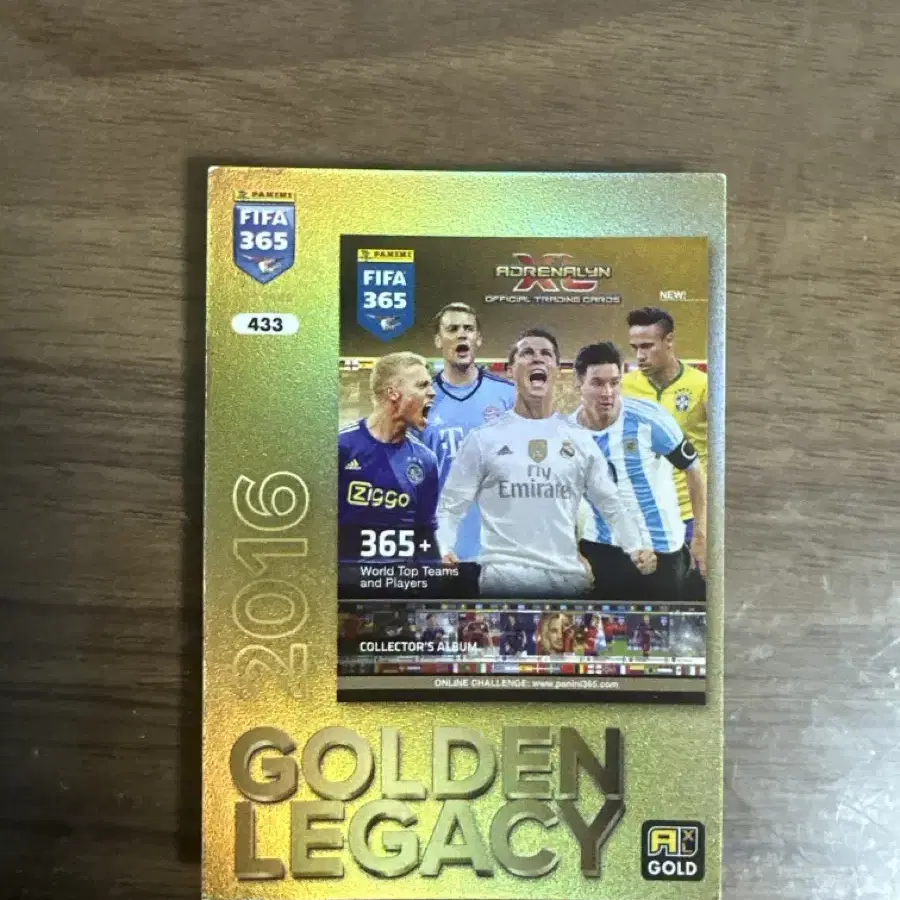 PANINI
FIFA
365
433
2016
PANINI
FIFA
365
ADRENALYN
XL
OFFICIAL TRADING CARDS
NEW!
Ziggo
Fly
Emirates
365+
World Top Teams
and Players
COLLECTOR'S ALBUM
ONLINE CHALLENGE: www.panini365.com
GOLDEN
LEGACY
AXL
GOLD